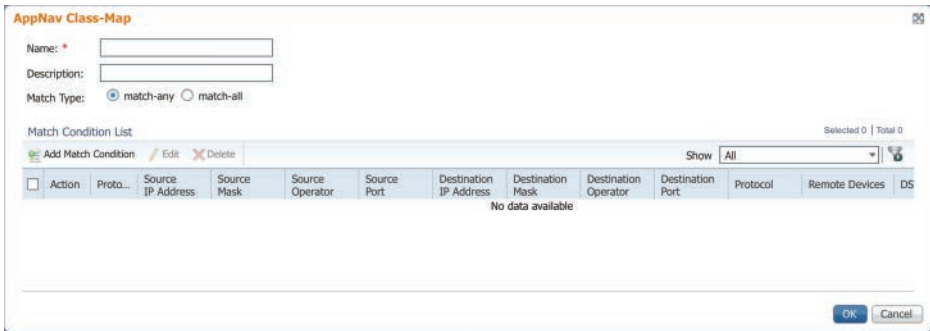 AppNav Class-Map
Name: *
Description:
Match Type: match-any match-all
Match Condition List Selected 0 | Total 0
Add Match Condition Edit Delete Show All
Action Proto... Source IP Address Source Mask Source Operator Source Port Destination IP Address Destination Mask Destination Operator Destination Port Protocol Remote Devices DS
No data available
OK Cancel